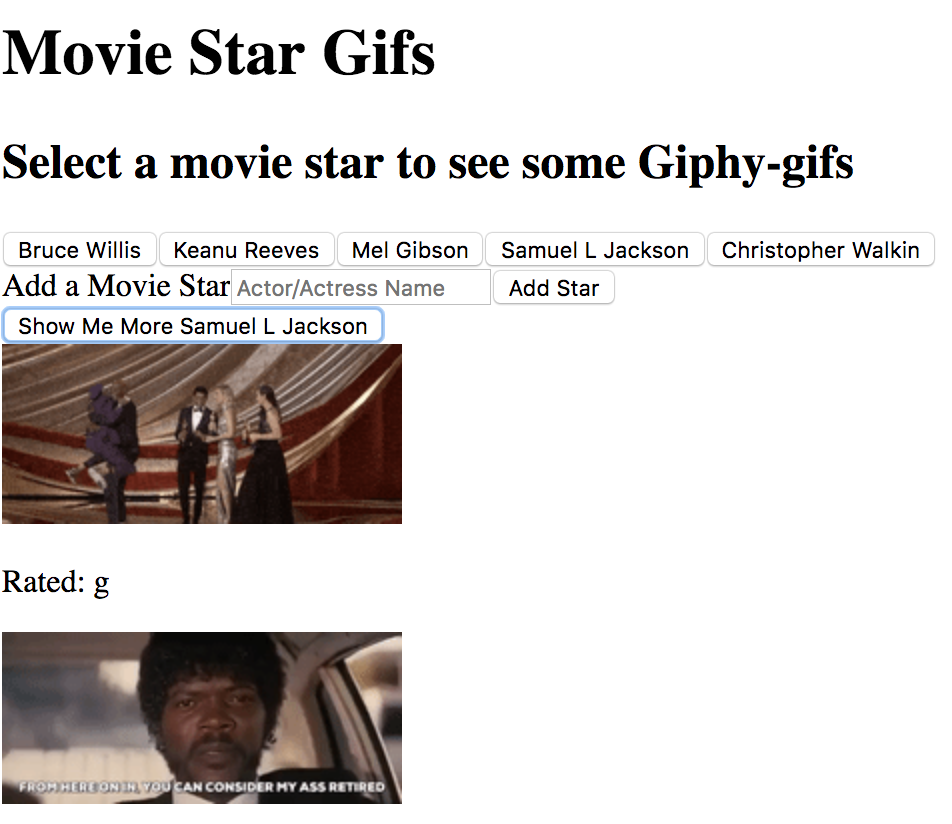 Movie Star Gifs
Select a movie star to see some Giphy-gifs
Bruce Willis Keanu Reeves Mel Gibson Samuel L Jackson Christopher Walkin
Add a Movie Star Actor/Actress Name Add Star
Show Me More Samuel L Jackson
Rated: g
FROM HERE ON IN, YOU CAN CONSIDER MY ASS RETIRED